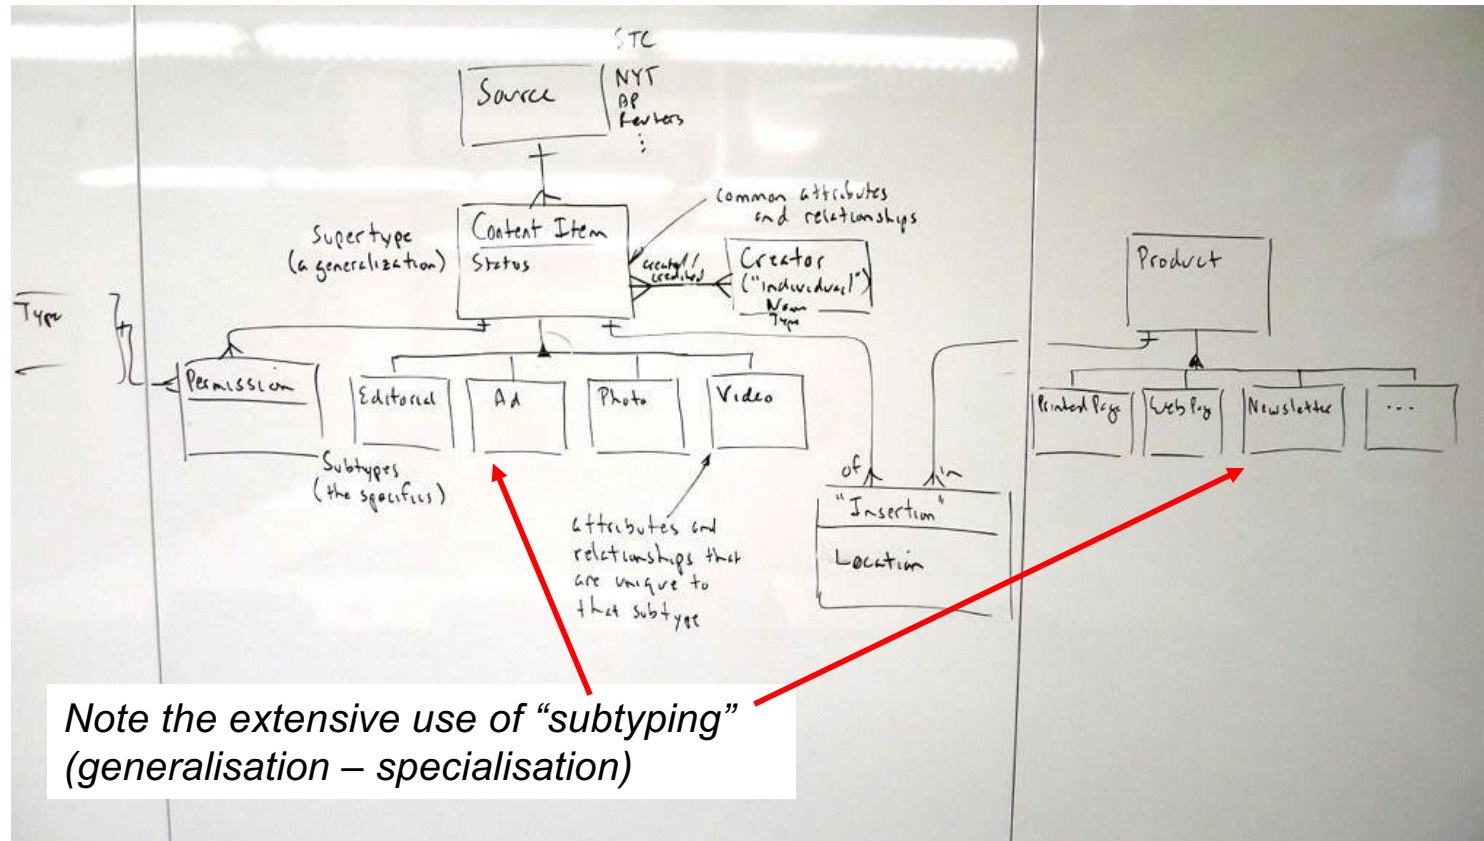 STC
Source
NYT
AP
Reuters
:
common attributes
and relationships
Supertype
(a generalization)
Content Item
Status
created/
credited
Creator
("individual")
Name
Type
Product
Type
Permission
Editorial
Ad
Photo
Video
Printed Page
Web Pag
Newsletter
...
Subtypes
(the specifics)
of
in
"Insertion"
Location
attributes and
relationships that
are unique to
that subtype
Note the extensive use of “subtyping”
(generalisation – specialisation)